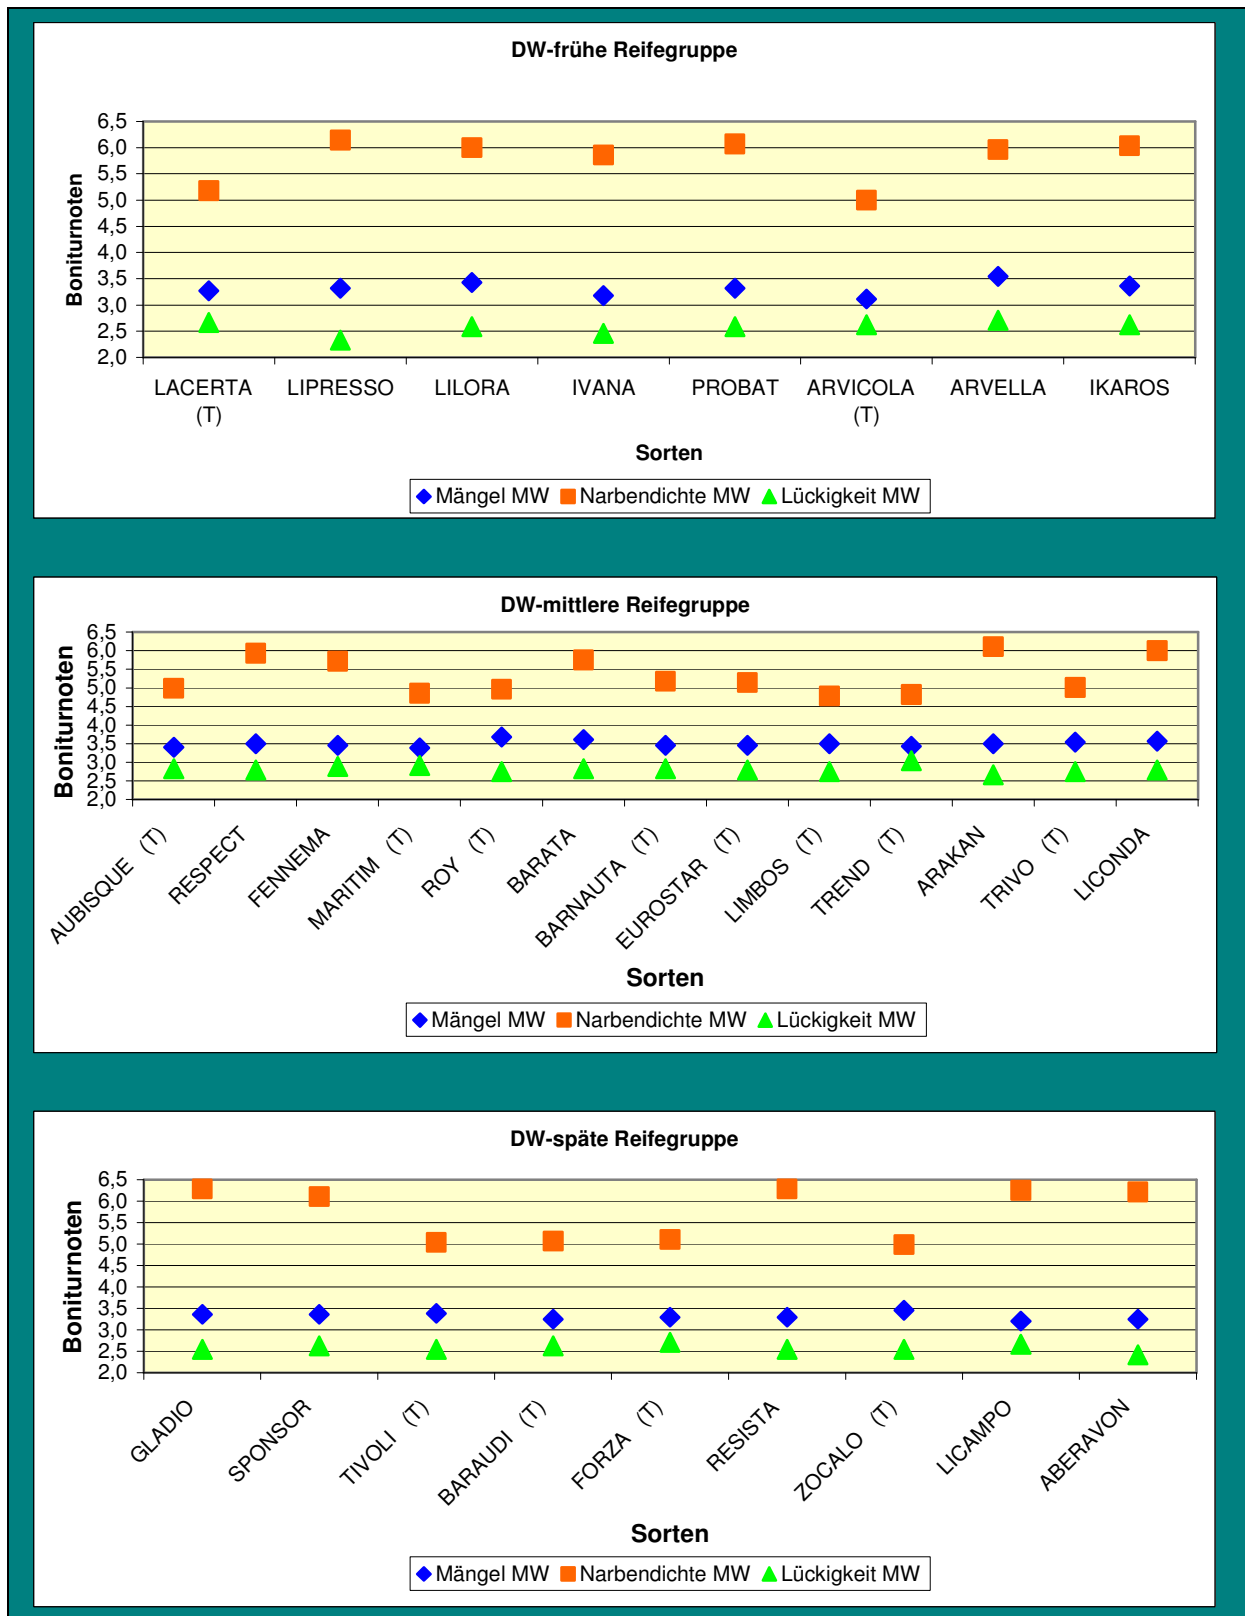 DW-frühe Reifegruppe
Boniturnoten
6,5
6,0
5,5
5,0
4,5
4,0
3,5
3,0
2,5
2,0
LACERTA (T)
LIPRESSO
LILORA
IVANA
PROBAT
ARVICOLA (T)
ARVELLA
IKAROS
Sorten
Mängel MW Narbendichte MW Lückigkeit MW
DW-mittlere Reifegruppe
Boniturnoten
6,5
6,0
5,5
5,0
4,5
4,0
3,5
3,0
2,5
2,0
AUBISQUE (T)
RESPECT
FENNEMA
MARITIM (T)
ROY (T)
BARATA
BARNAUTA (T)
EUROSTAR (T)
LIMBOS (T)
TREND (T)
ARAKAN
TRIVO (T)
LICONDA
Sorten
Mängel MW Narbendichte MW Lückigkeit MW
DW-späte Reifegruppe
Boniturnoten
6,5
6,0
5,5
5,0
4,5
4,0
3,5
3,0
2,5
2,0
GLADIO
SPONSOR
TIVOLI (T)
BARAUDI (T)
FORZA (T)
RESISTA
ZOCALO (T)
LICAMPO
ABERAVON
Sorten
Mängel MW Narbendichte MW Lückigkeit MW